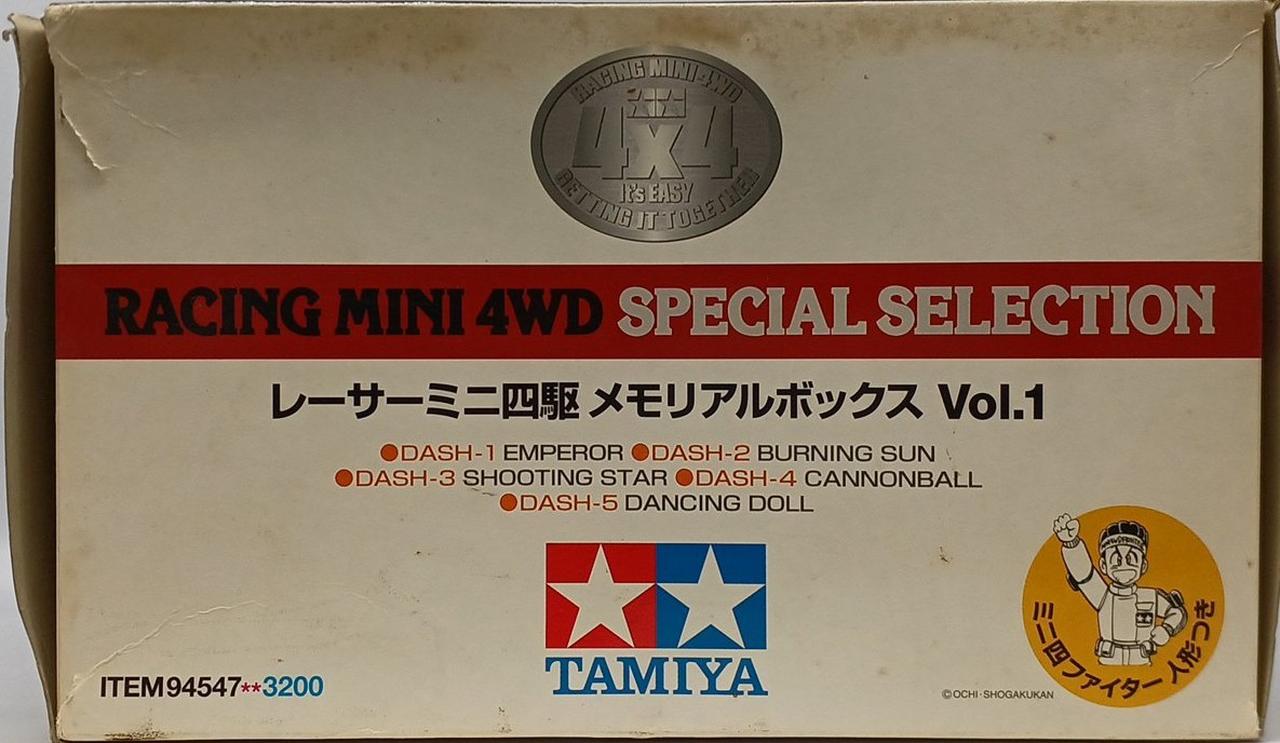 RACING MINI 4WD
4x4
It's EASY
GETTING IT TOGETHER
RACING MINI 4WD SPECIAL SELECTION
レーサーミニ四駆 メモリアルボックス Vol.1
●DASH-1 EMPEROR ●DASH-2 BURNING SUN
●DASH-3 SHOOTING STAR ●DASH-4 CANNONBALL
●DASH-5 DANCING DOLL
TAMIYA
ミニ四ファイター人形つき
ITEM94547**3200
©OCHI·SHOGAKUKAN